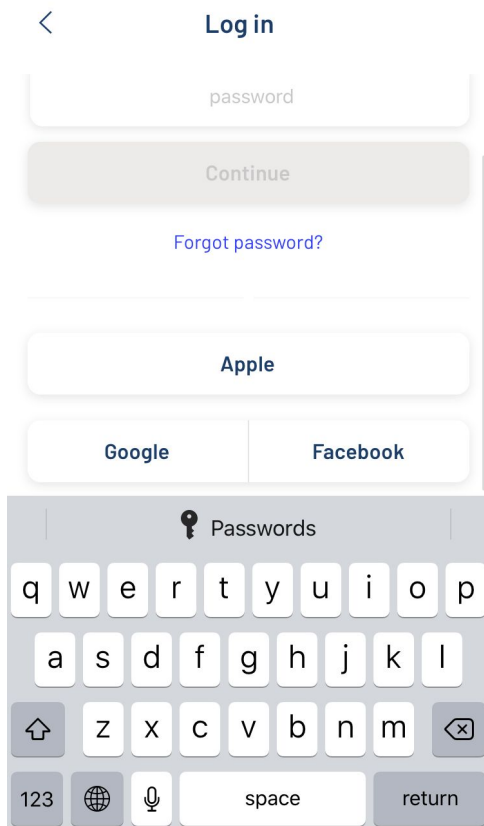 Log in
password
Continue
Forgot password?
Apple
Google Facebook
Passwords
q w e r t y u i o p
a s d f g h j k l
z x c v b n m
123 space return